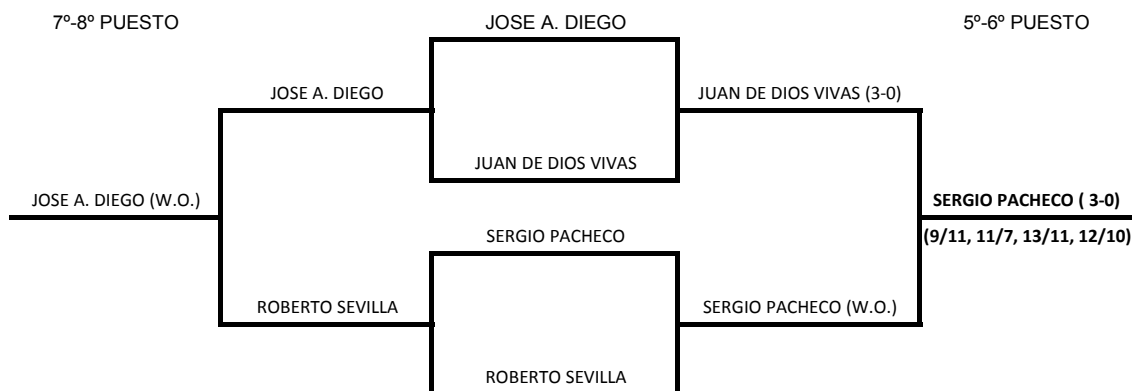 7º-8º PUESTO
JOSE A. DIEGO
5º-6º PUESTO
JOSE A. DIEGO
JUAN DE DIOS VIVAS (3-0)
JUAN DE DIOS VIVAS
JOSE A. DIEGO (W.O.)
SERGIO PACHECO ( 3-0)
SERGIO PACHECO
(9/11, 11/7, 13/11, 12/10)
ROBERTO SEVILLA
SERGIO PACHECO (W.O.)
ROBERTO SEVILLA